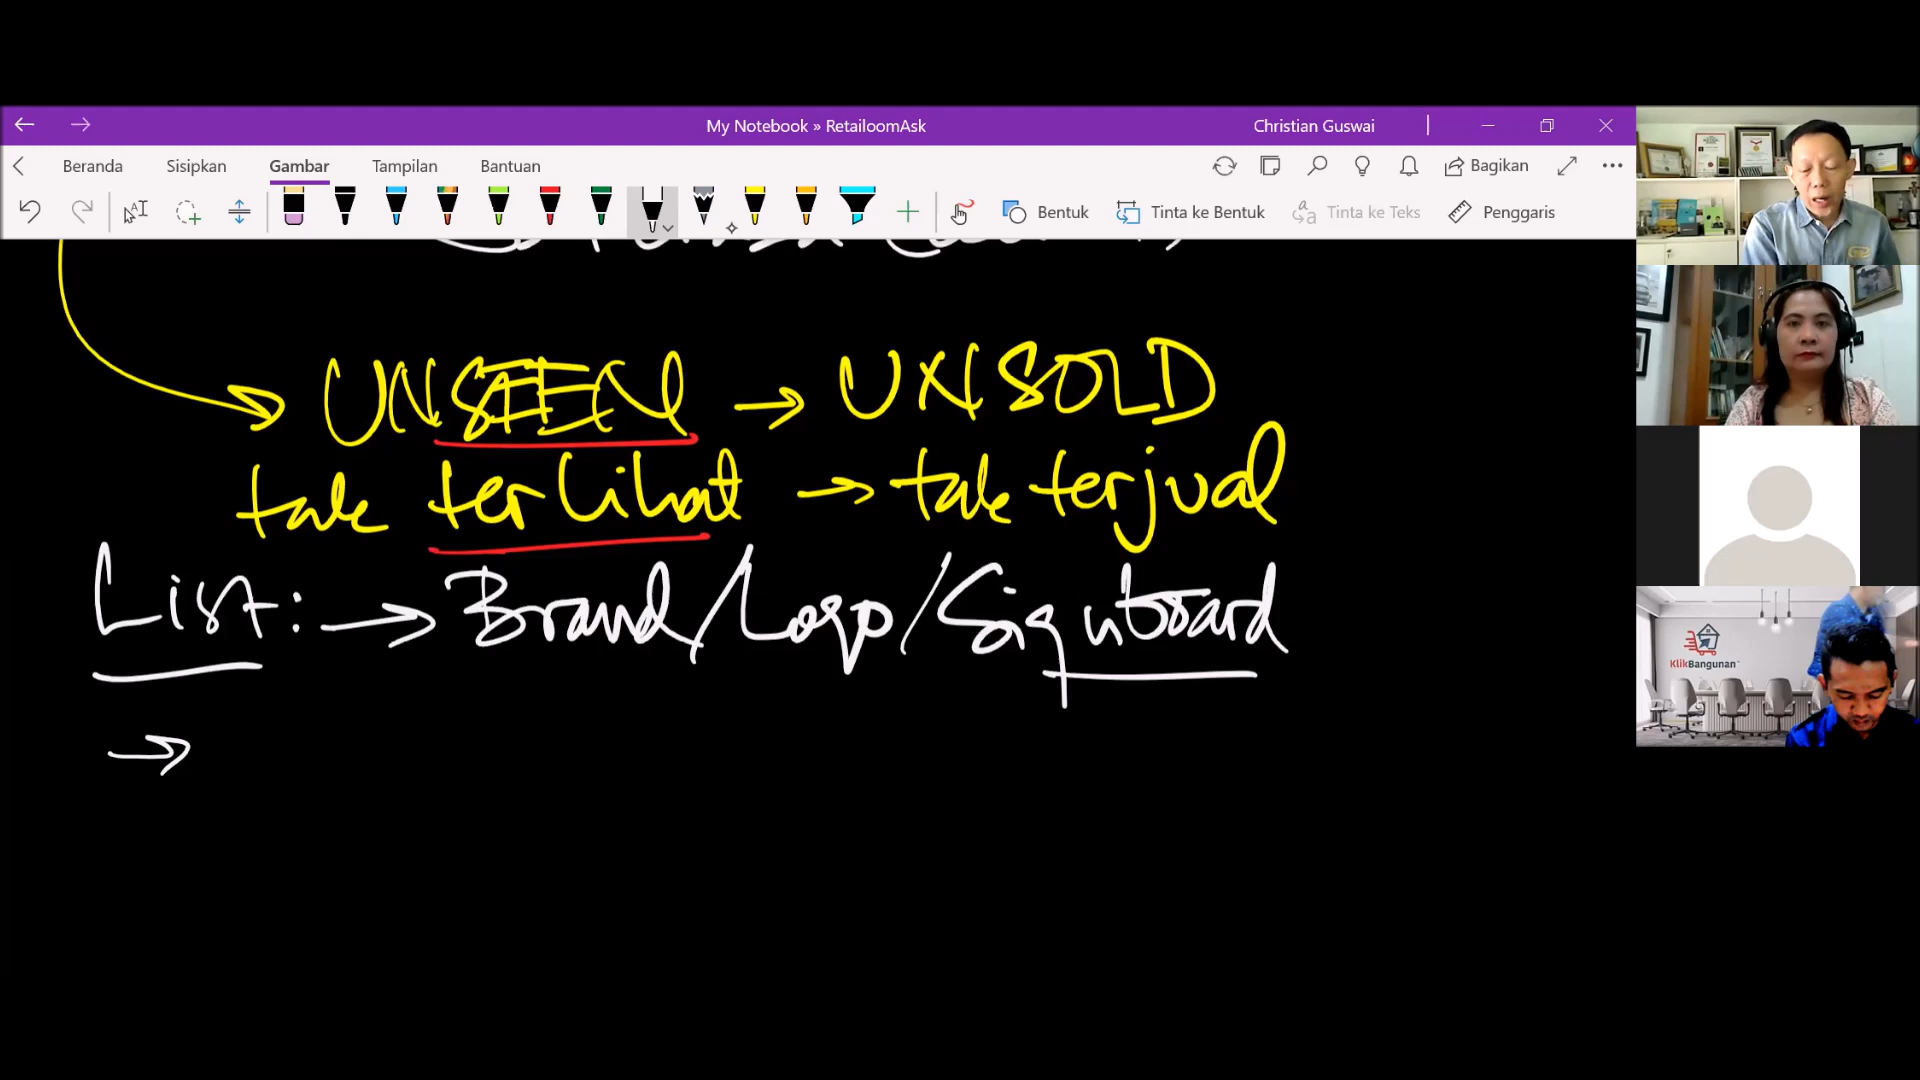 My Notebook » RetailoomAsk
Christian Guswai
Beranda Sisipkan Gambar Tampilan Bantuan
Bagikan
Bentuk Tinta ke Bentuk Tinta ke Teks Penggaris
UNSEEN → UNSOLD
tak terlihat → tak terjual
List: → Brand/Logo/Signboard
→
KlikBangunan